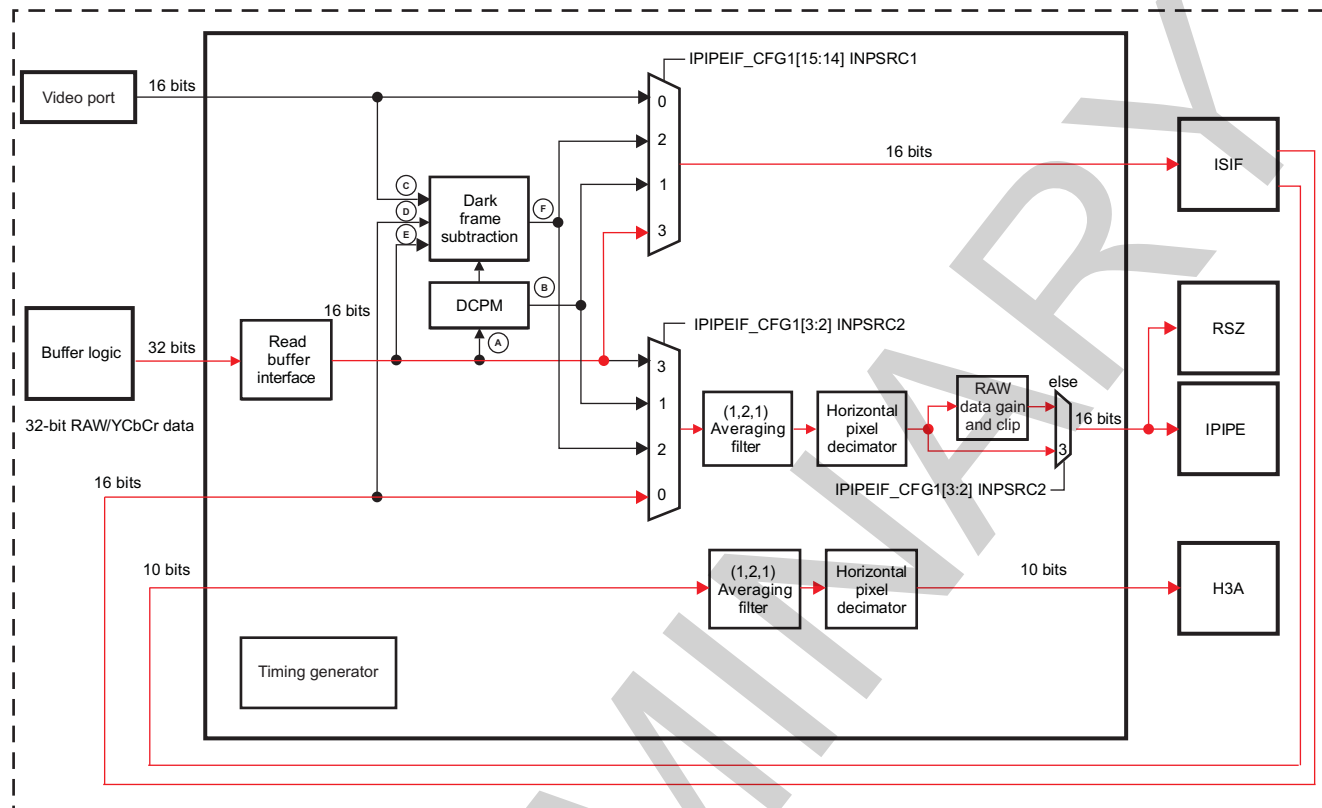 IPIPEIF_CFG1[15:14] INPSRC1
Video port
16 bits
0
2
1
3
16 bits
ISIF
C
D
E
Dark
frame
subtraction
F
DCPM
B
A
16 bits
Buffer logic
32 bits
Read
buffer
interface
32-bit RAW/YCbCr data
IPIPEIF_CFG1[3:2] INPSRC2
3
1
2
0
(1,2,1)
Averaging
filter
Horizontal
pixel
decimator
RAW
data gain
and clip
else
3
16 bits
IPIPEIF_CFG1[3:2] INPSRC2
RSZ
IPIPE
16 bits
10 bits
(1,2,1)
Averaging
filter
Horizontal
pixel
decimator
10 bits
H3A
Timing generator
MINARY